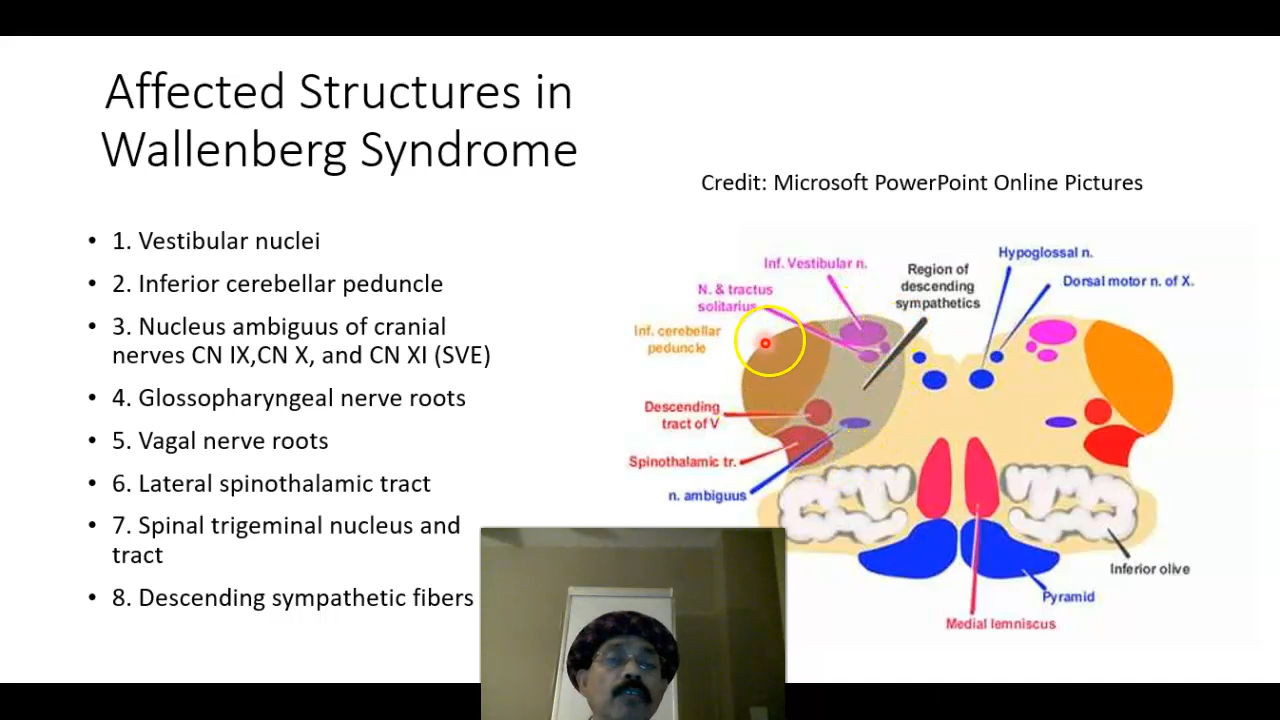 Affected Structures in
Wallenberg Syndrome
Credit: Microsoft PowerPoint Online Pictures
• 1. Vestibular nuclei
• 2. Inferior cerebellar peduncle
• 3. Nucleus ambiguus of cranial
nerves CN IX,CN X, and CN XI (SVE)
• 4. Glossopharyngeal nerve roots
• 5. Vagal nerve roots
• 6. Lateral spinothalamic tract
• 7. Spinal trigeminal nucleus and
tract
• 8. Descending sympathetic fibers
Inf. Vestibular n.
N. & tractus
solitarius
Inf. cerebellar
peduncle
Descending
tract of V
Spinothalamic tr.
n. ambiguus
Region of
descending
sympathetics
Hypoglossal n.
Dorsal motor n. of X.
Inferior olive
Pyramid
Medial lemniscus